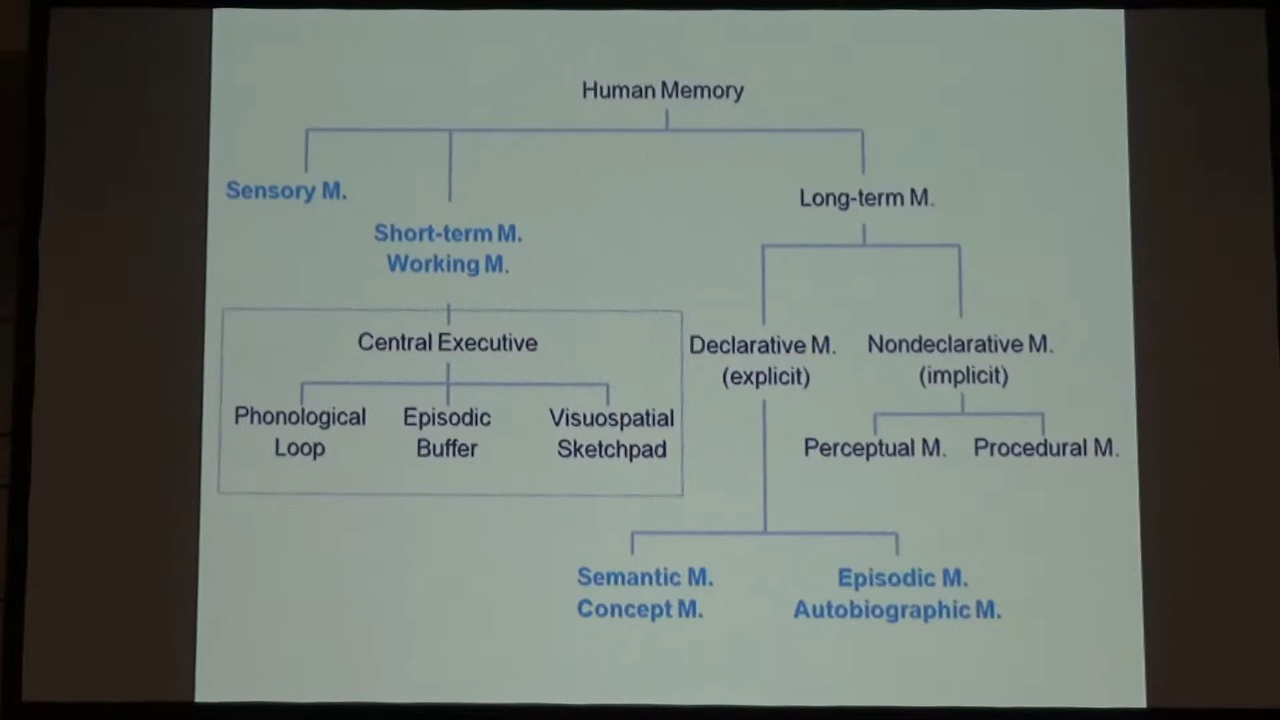 Human Memory
Sensory M.
Long-term M.
Short-term M.
Working M.
Central Executive
Phonological
Loop
Episodic
Buffer
Visuospatial
Sketchpad
Declarative M.
(explicit)
Nondeclarative M.
(implicit)
Perceptual M.
Procedural M.
Semantic M.
Concept M.
Episodic M.
Autobiographic M.